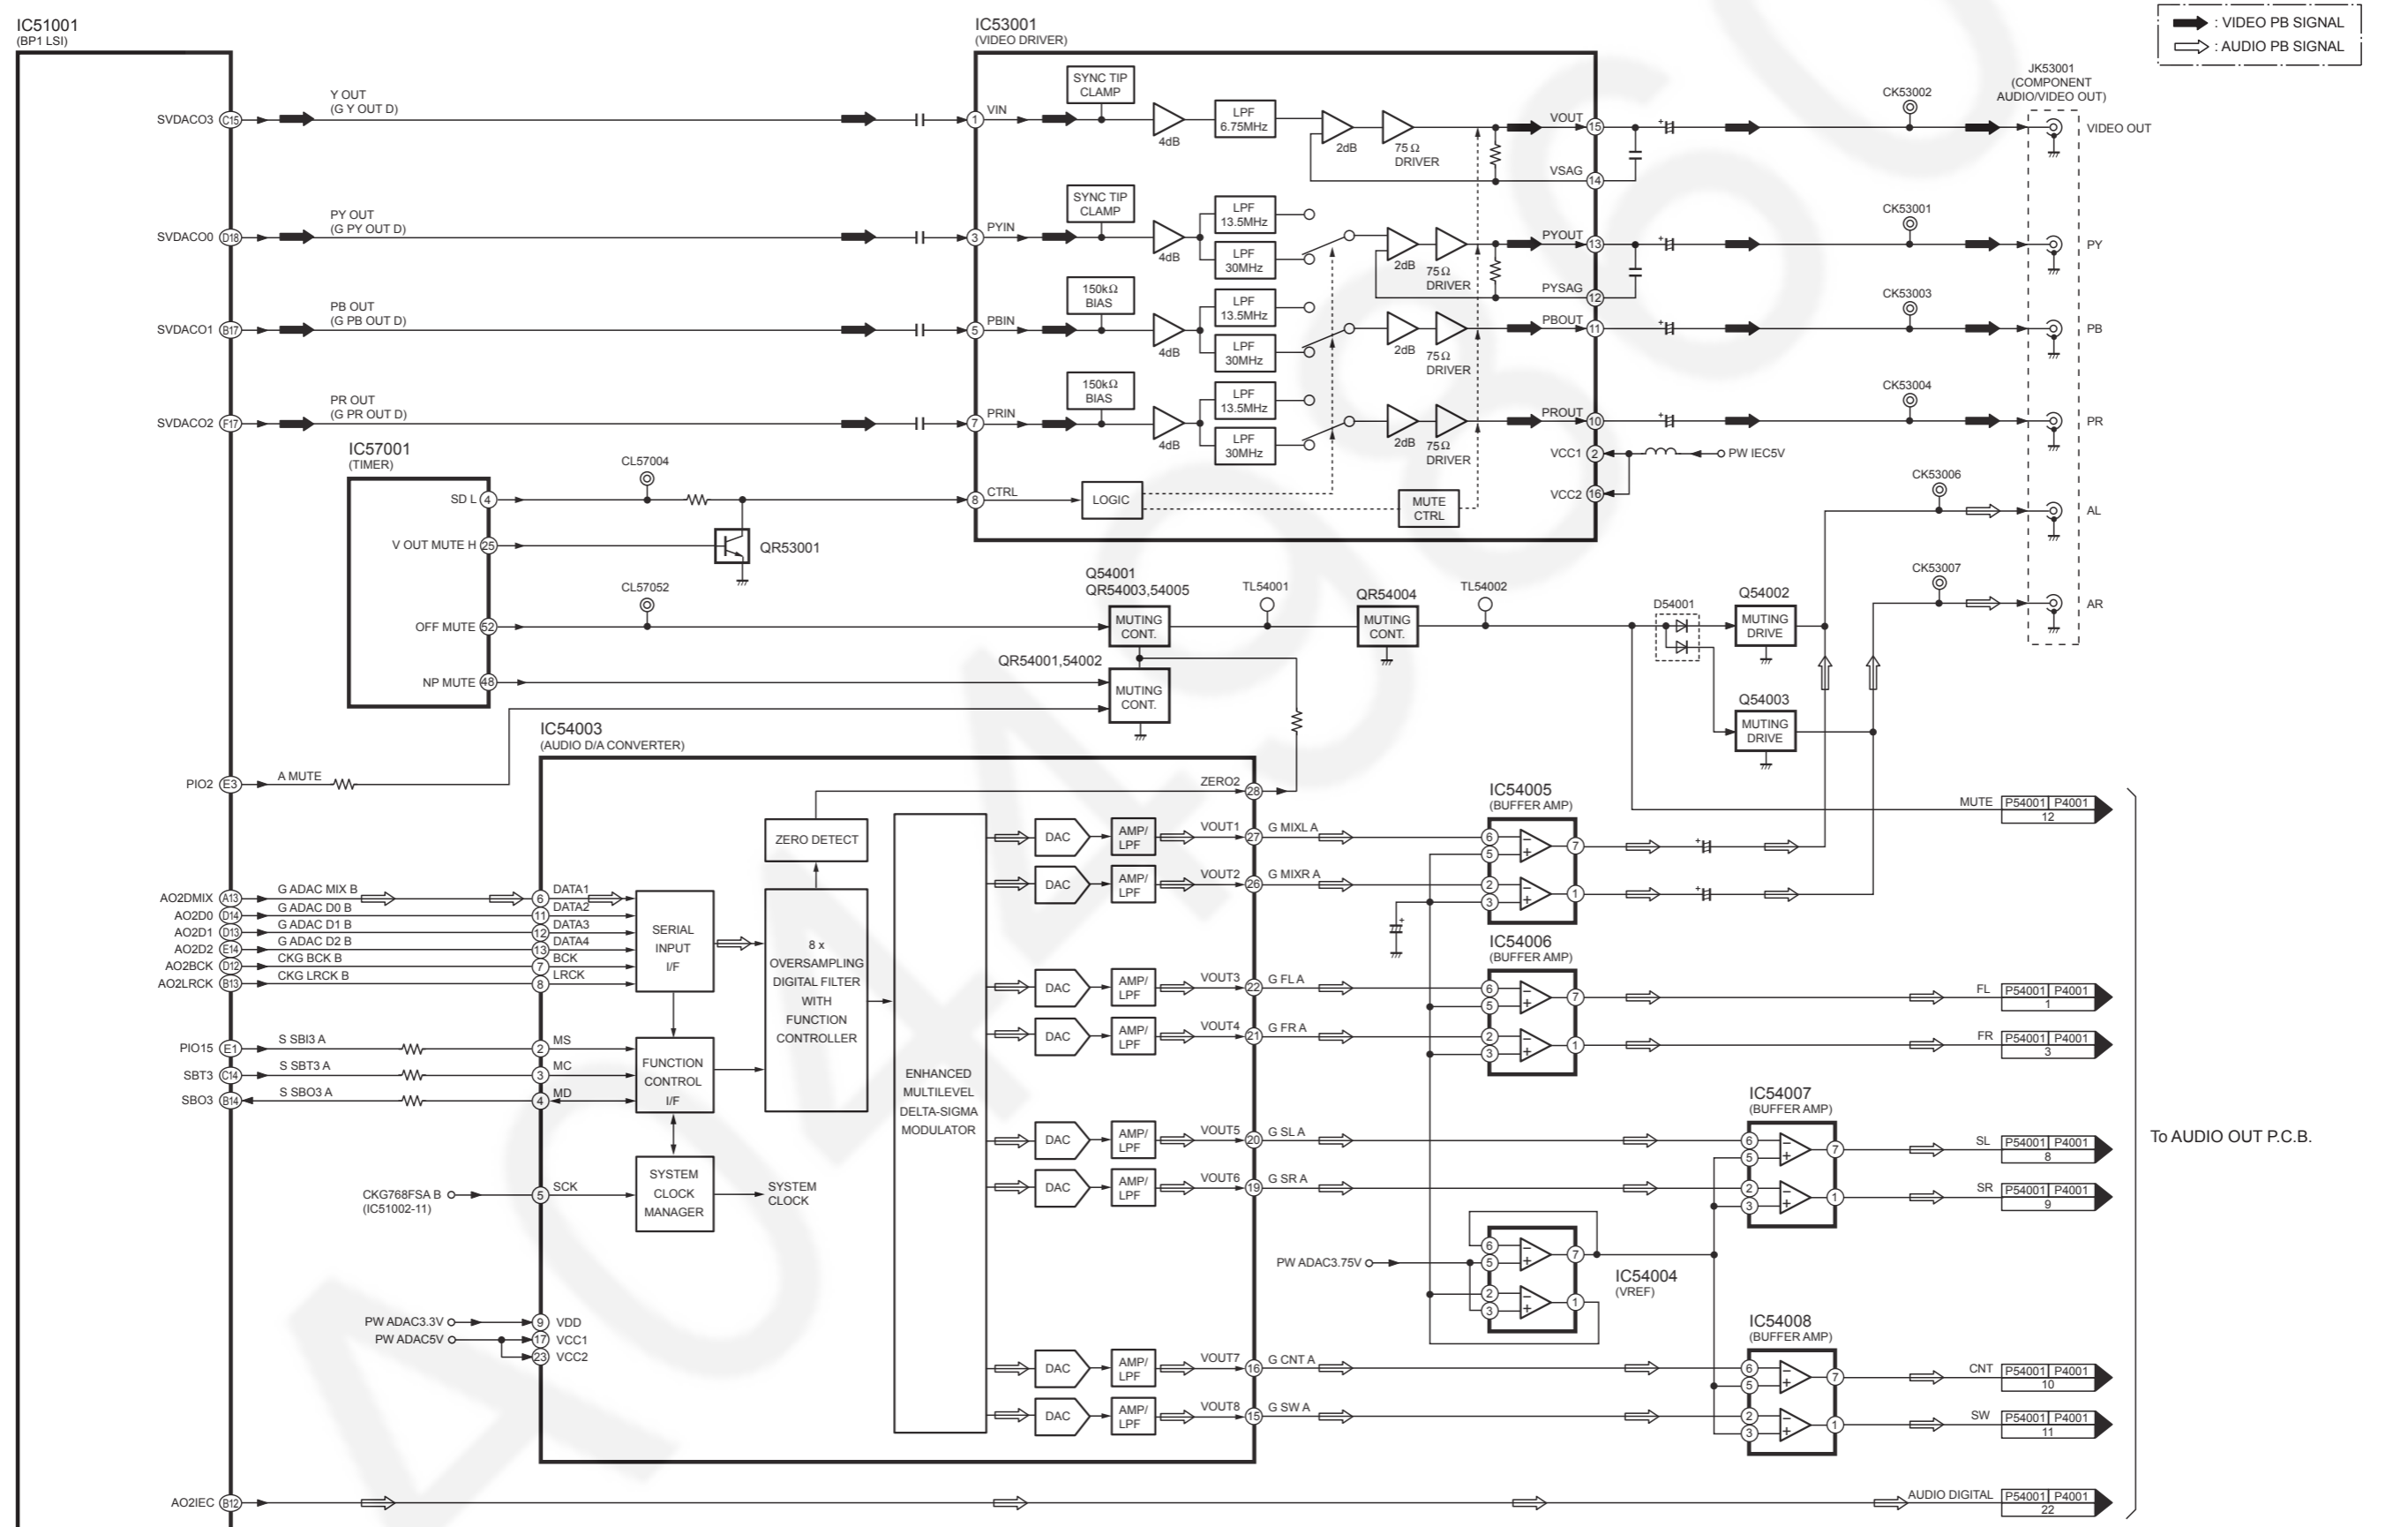 IC51001
(BP1 LSI)
IC53001
(VIDEO DRIVER)
: VIDEO PB SIGNAL
: AUDIO PB SIGNAL
JK53001
(COMPONENT
AUDIO/VIDEO OUT)
SVDACO3 C15
Y OUT
(G Y OUT D)
1 VIN
SYNC TIP
CLAMP
4dB
LPF
6.75MHz
2dB
75Ω
DRIVER
VOUT 15
VSAG 14
CK53002
VIDEO OUT
SVDACO0 D18
PY OUT
(G PY OUT D)
3 PYIN
SYNC TIP
CLAMP
4dB
LPF
13.5MHz
LPF
30MHz
2dB
75Ω
DRIVER
PYOUT 13
PYSAG 12
CK53001
PY
SVDACO1 B17
PB OUT
(G PB OUT D)
5 PBIN
150kΩ
BIAS
4dB
LPF
13.5MHz
LPF
30MHz
2dB
75Ω
DRIVER
PBOUT 11
CK53003
PB
SVDACO2 F17
PR OUT
(G PR OUT D)
7 PRIN
150kΩ
BIAS
4dB
LPF
13.5MHz
LPF
30MHz
2dB
75Ω
DRIVER
PROUT 10
CK53004
PR
VCC1 2
PW IEC5V
VCC2 16
8 CTRL
LOGIC
MUTE
CTRL
IC57001
(TIMER)
SD L 4
CL57004
V OUT MUTE H 25
QR53001
OFF MUTE 52
CL57052
NP MUTE 48
Q54001
QR54003,54005
MUTING
CONT.
TL54001
QR54004
MUTING
CONT.
TL54002
QR54001,54002
MUTING
CONT.
D54001
Q54002
MUTING
DRIVE
Q54003
MUTING
DRIVE
CK53006
AL
CK53007
AR
PIO2 E3
A MUTE
IC54003
(AUDIO D/A CONVERTER)
ZERO2
28
ZERO DETECT
AO2DMIX A13 G ADAC MIX B 6 DATA1
AO2D0 D14 G ADAC D0 B 11 DATA2
AO2D1 D13 G ADAC D1 B 12 DATA3
AO2D2 E14 G ADAC D2 B 13 DATA4
AO2BCK D12 CKG BCK B 7 BCK
AO2LRCK B13 CKG LRCK B 8 LRCK
SERIAL
INPUT
I/F
8 x
OVERSAMPLING
DIGITAL FILTER
WITH
FUNCTION
CONTROLLER
ENHANCED
MULTILEVEL
DELTA-SIGMA
MODULATOR
PIO15 E1 S SBI3 A 2 MS
SBT3 C14 S SBT3 A 3 MC
SBO3 B14 S SBO3 A 4 MD
FUNCTION
CONTROL
I/F
CKG768FSA B
(IC51002-11)
5 SCK
SYSTEM
CLOCK
MANAGER
SYSTEM
CLOCK
PW ADAC3.3V 9 VDD
PW ADAC5V 17 VCC1
23 VCC2
DAC AMP/
LPF VOUT1 27 G MIXL A
DAC AMP/
LPF VOUT2 26 G MIXR A
DAC AMP/
LPF VOUT3 22 G FL A
DAC AMP/
LPF VOUT4 21 G FR A
DAC AMP/
LPF VOUT5 20 G SL A
DAC AMP/
LPF VOUT6 19 G SR A
DAC AMP/
LPF VOUT7 16 G CNT A
DAC AMP/
LPF VOUT8 15 G SW A
IC54005
(BUFFER AMP)
6
5
7
2
3
1
IC54006
(BUFFER AMP)
6
5
7
2
3
1
IC54007
(BUFFER AMP)
6
5
7
2
3
1
PW ADAC3.75V
6
5
7
2
3
1
IC54004
(VREF)
IC54008
(BUFFER AMP)
6
5
7
2
3
1
MUTE P54001 P4001
12
FL P54001 P4001
1
FR P54001 P4001
3
SL P54001 P4001
8
SR P54001 P4001
9
CNT P54001 P4001
10
SW P54001 P4001
11
To AUDIO OUT P.C.B.
AO2IEC B12
AUDIO DIGITAL P54001 P4001
22